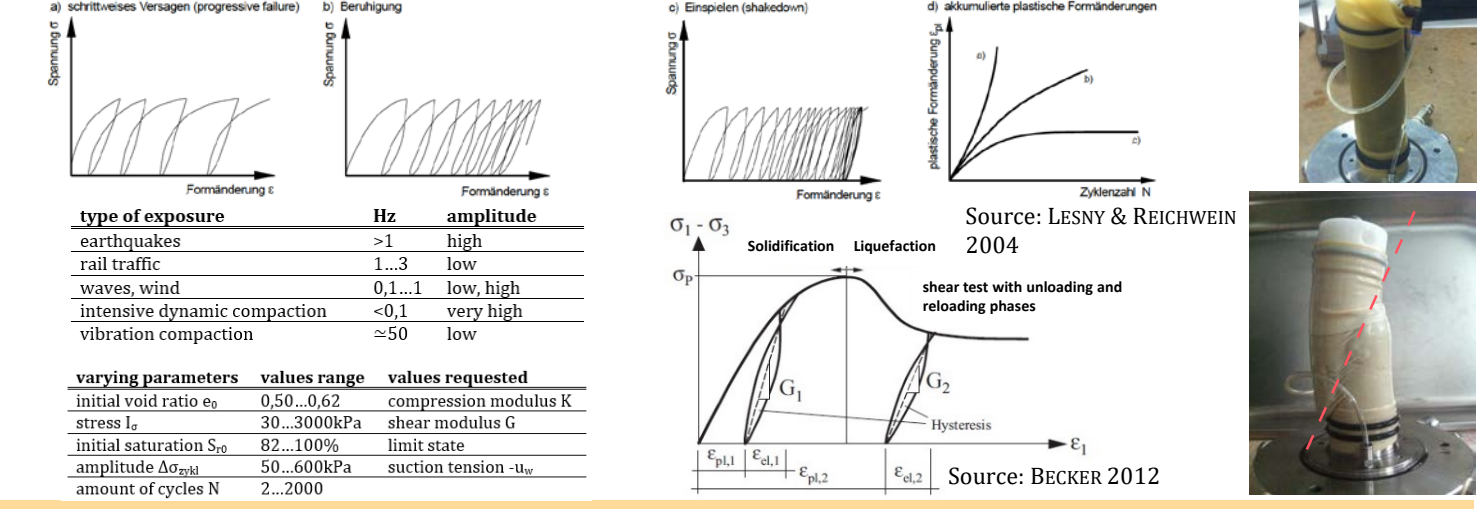 a) schrittweises Versagen (progressive failure)
b) Beruhigung
c) Einspielen (shakedown)
d) akkumulierte plastische Formänderungen
Spannung σ
Formänderung ε
Spannung σ
Formänderung ε
Spannung σ
Formänderung ε
plastische Formänderung εpl
a)
b)
c)
Zyklenzahl N
type of exposure Hz amplitude
earthquakes >1 high
rail traffic 1…3 low
waves, wind 0,1…1 low, high
intensive dynamic compaction <0,1 very high
vibration compaction ≃50 low
varying parameters values range values requested
initial void ratio e₀ 0,50…0,62 compression modulus K
stress Iσ 30…3000kPa shear modulus G
initial saturation Sr0 82…100% limit state
amplitude Δσzykl 50…600kPa suction tension -uw
amount of cycles N 2…2000
Source: LESNY & REICHWEIN
2004
σ1 - σ3
Solidification Liquefaction
σP
shear test with unloading and
reloading phases
G1
G2
Hysteresis
ε1
εpl,1 εel,1 εpl,2 εel,2
Source: BECKER 2012